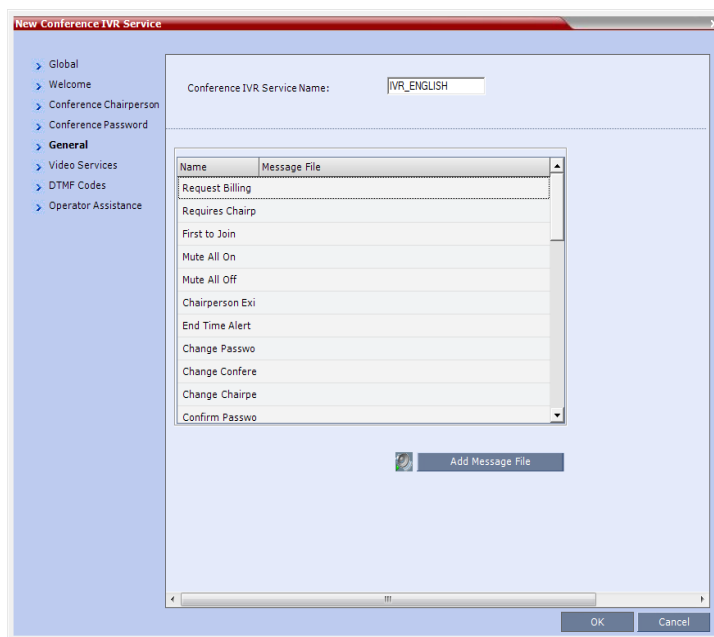 New Conference IVR Service
Global
Welcome
Conference Chairperson
Conference Password
General
Video Services
DTMF Codes
Operator Assistance
Conference IVR Service Name: IVR_ENGLISH
Name Message File
Request Billing
Requires Chairp
First to Join
Mute All On
Mute All Off
Chairperson Exi
End Time Alert
Change Passwo
Change Confere
Change Chairpe
Confirm Passwo
Add Message File
OK Cancel